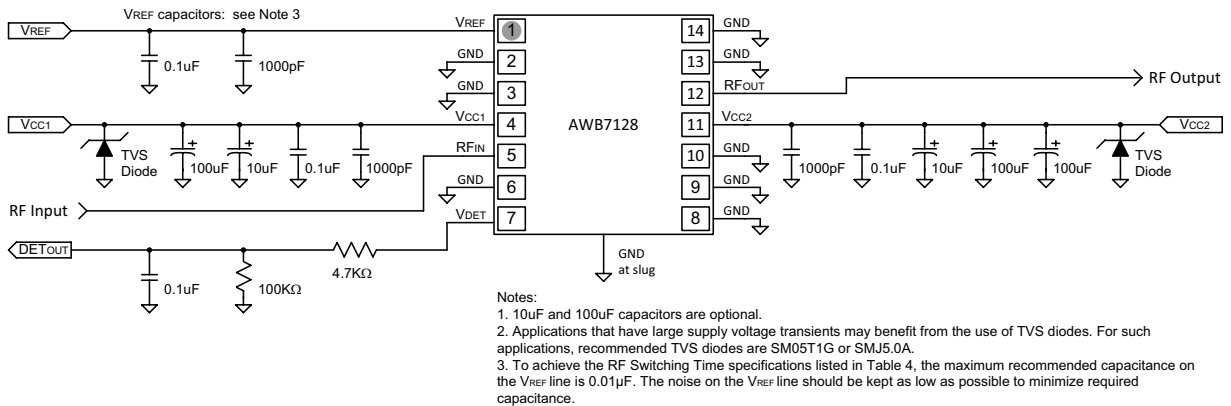 VREF capacitors: see Note 3
VREF
0.1uF
1000pF
VREF
1
GND
2
GND
3
VCC1
TVS
Diode
100uF
10uF
0.1uF
1000pF
VCC1
4
RFIN
5
RF Input
GND
6
VDET
7
DETOUT
0.1uF
100KΩ
4.7KΩ
AWB7128
GND
at slug
14
GND
13
GND
12
RFOUT
RF Output
11
VCC2
VCC2
1000pF
0.1uF
10uF
100uF
100uF
TVS
Diode
10
GND
9
GND
8
GND
Notes:
1. 10uF and 100uF capacitors are optional.
2. Applications that have large supply voltage transients may benefit from the use of TVS diodes. For such
applications, recommended TVS diodes are SM05T1G or SMJ5.0A.
3. To achieve the RF Switching Time specifications listed in Table 4, the maximum recommended capacitance on
the VREF line is 0.01µF. The noise on the VREF line should be kept as low as possible to minimize required
capacitance.